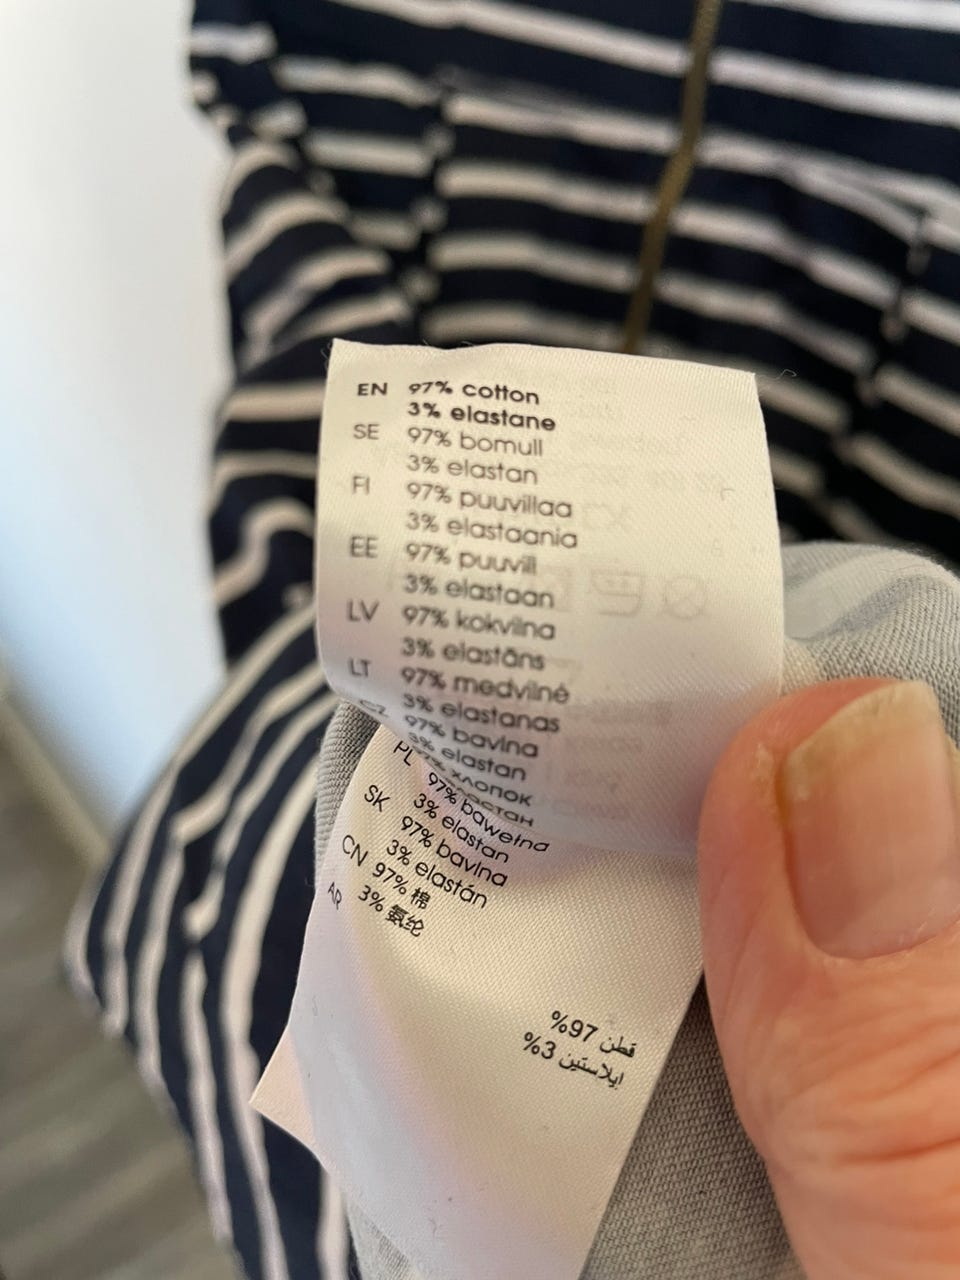 EN 97% cotton
3% elastane
SE 97% bomull
3% elastan
FI 97% puuvillaa
3% elastaania
EE 97% puuvill
3% elastaan
LV 97% kokvilna
3% elastāns
LT 97% medvilnė
3% elastanas
CZ 97% bavlna
3% elastan
97% хлопок
PL 97% bawełna
3% elastan
SK 97% bavlna
3% elastán
CN 97% 棉
3% 氨纶
AR
قطن 97%
ايلاستين 3%